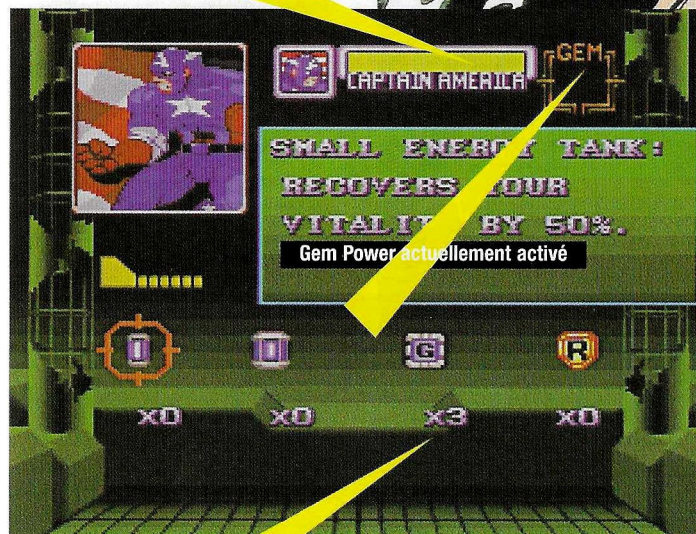 GEM
CAPTAIN AMERICA
SMALL ENERGY TANK:
RECOVERS YOUR
VITALITY BY 50%.
Gem Power actuellement activé
G
R
x0
x0
x3
x0